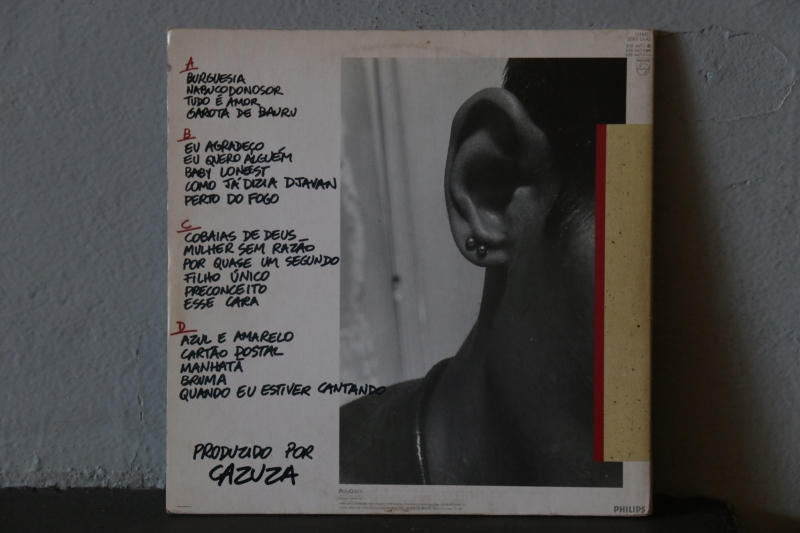 A
BURGUESIA
NABUCODONOSOR
TUDO É AMOR
GAROTA DE BAURU
B
EU AGRADEÇO
EU QUERO ALGUÉM
BABY LONEST
COMO JÁ DIZIA DJAVAN
PERTO DO FOGO
C
COBAIAS DE DEUS
MULHER SEM RAZÃO
POR QUASE UM SEGUNDO
FILHO ÚNICO
PRECONCEITO
ESSE CARA
D
AZUL E AMARELO
CARTÃO POSTAL
MANHATÃ
BRUMA
QUANDO EU ESTIVER CANTANDO
PRODUZIDO POR
CAZUZA
PolyGram
PHILIPS